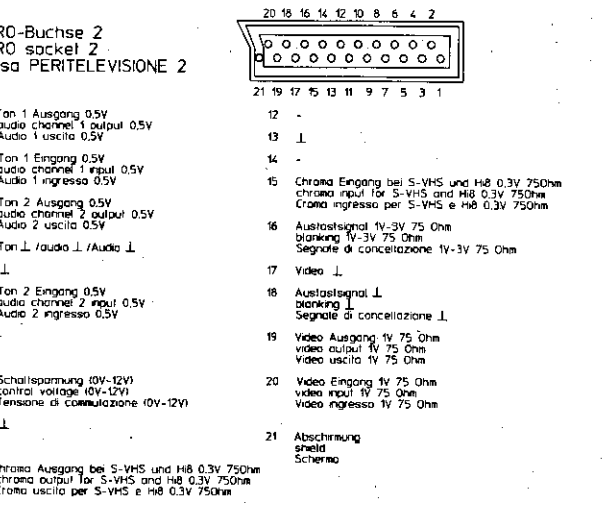 20 18 16 14 12 10 8 6 4 2
RO-Buchse 2
RO socket 2
sa PERITELEVISIONE 2
21 19 17 15 13 11 9 7 5 3 1
Ton 1 Ausgang 0,5V
audio channel 1 output 0,5V
Audio 1 uscita 0,5V
Ton 1 Eingang 0,5V
audio channel 1 input 0,5V
Audio 1 ingresso 0,5V
Ton 2 Ausgang 0,5V
audio channel 2 output 0,5V
Audio 2 uscita 0,5V
Ton ⊥ /audio ⊥ /Audio ⊥
⊥
Ton 2 Eingang 0,5V
audio channel 2 input 0,5V
Audio 2 ingresso 0,5V
-
Schaltspannung (0V-12V)
control voltage (0V-12V)
Tensione di commutazione (0V-12V)
⊥
chroma Ausgang bei S-VHS und Hi8 0.3V 75Ohm
chroma output for S-VHS and Hi8 0.3V 75Ohm
Croma uscita per S-VHS e Hi8 0.3V 75Ohm
12 -
13 ⊥
14 -
15 Chroma Eingang bei S-VHS und Hi8 0,3V 75Ohm
chroma input for S-VHS and Hi8 0,3V 75Ohm
Croma ingresso per S-VHS e Hi8 0,3V 75Ohm
16 Austastsignal 1V-3V 75 Ohm
blanking 1V-3V 75 Ohm
Segnale di concellazione 1V-3V 75 Ohm
17 Video ⊥
18 Austastsignal ⊥
blanking ⊥
Segnale di concellazione ⊥
19 Video Ausgang 1V 75 Ohm
video output 1V 75 Ohm
Video uscita 1V 75 Ohm
20 Video Eingang 1V 75 Ohm
video input 1V 75 Ohm
Video ingresso 1V 75 Ohm
21 Abschirmung
shield
Schermo